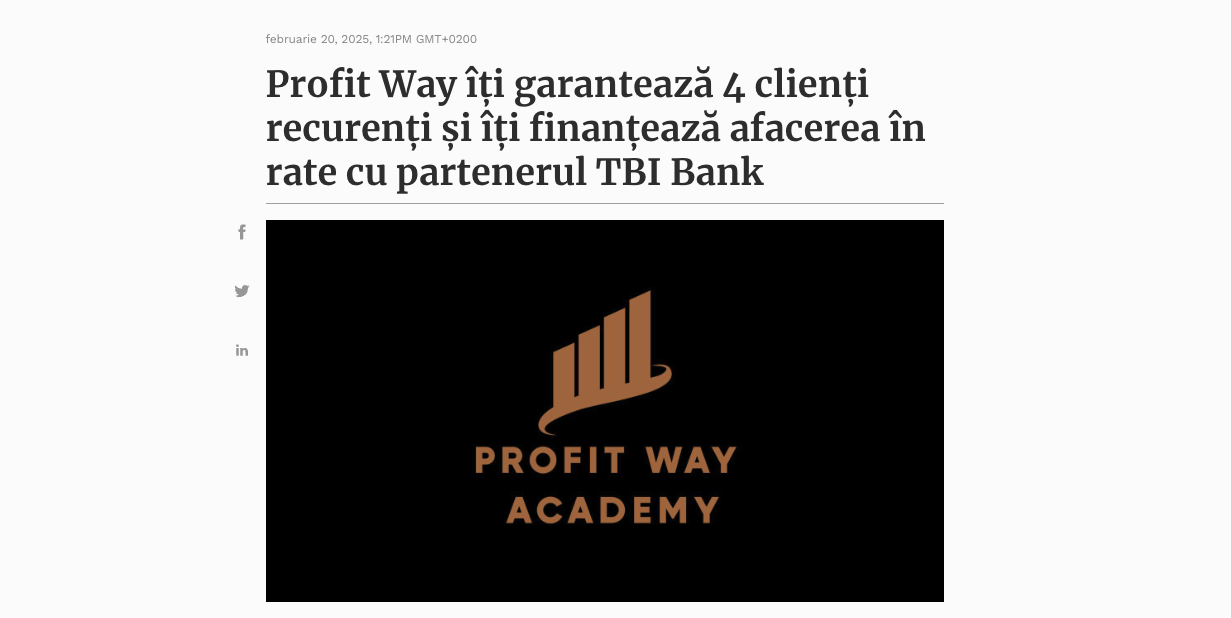 februarie 20, 2025, 1:21PM GMT+0200
Profit Way îți garantează 4 clienți
recurenți și îți finanțează afacerea în
rate cu partenerul TBI Bank
PROFIT WAY
ACADEMY